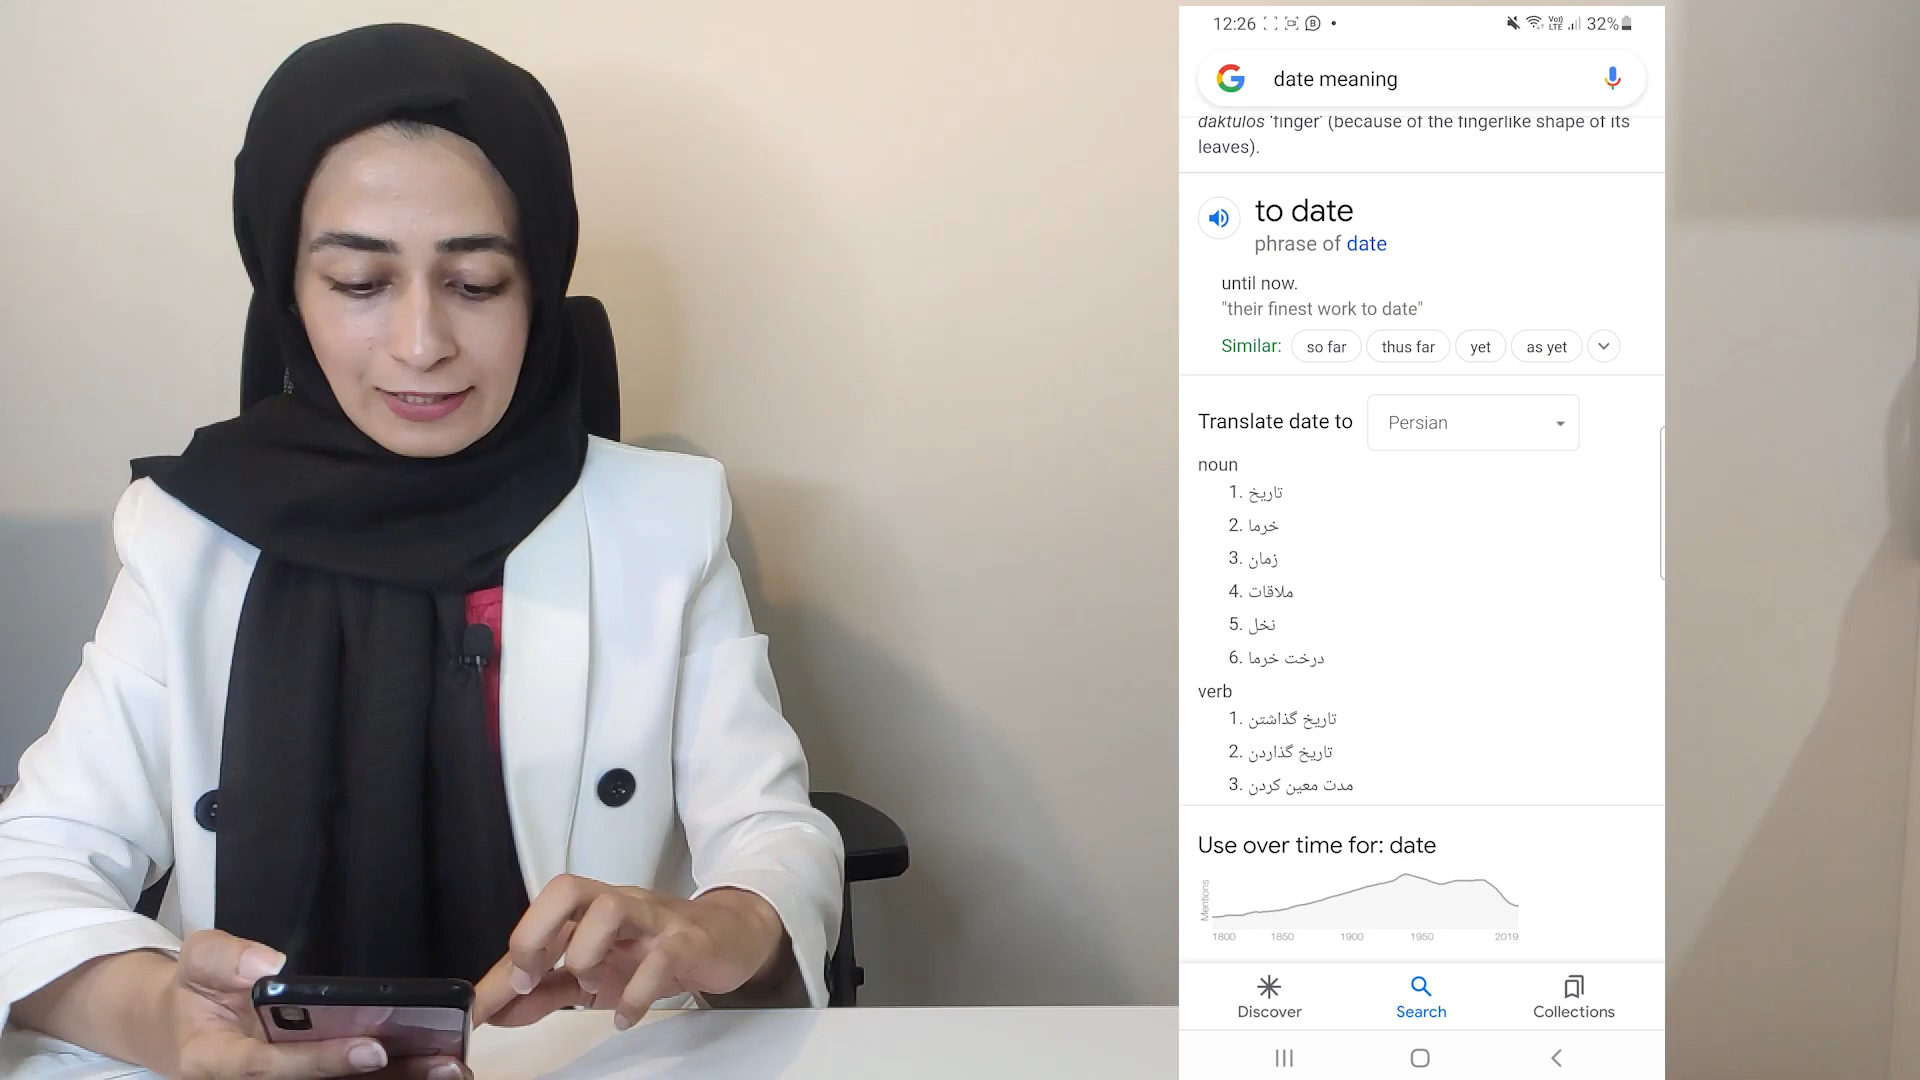 12:26
VoI) LTE 32%
date meaning
daktulos 'finger' (because of the fingerlike shape of its
leaves).
to date
phrase of date
until now.
"their finest work to date"
Similar: so far thus far yet as yet
Translate date to Persian
noun
1. تاریخ
2. خرما
3. زمان
4. ملاقات
5. نخل
6. درخت خرما
verb
1. تاریخ گذاشتن
2. تاریخ گذاردن
3. مدت معین کردن
Use over time for: date
Mentions
1800 1850 1900 1950 2019
Discover Search Collections